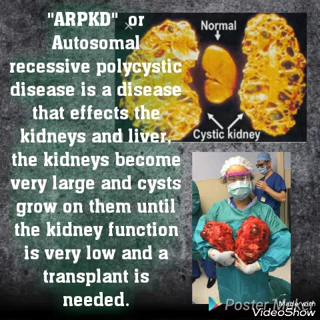 "ARPKD" or
Autosomal
recessive polycystic
disease is a disease
that effects the
kidneys and liver,
the kidneys become
very large and cysts
grow on them until
the kidney function
is very low and a
transplant is
needed.
Normal
Cystic kidney
Poster Maker
Made with
VideoShow